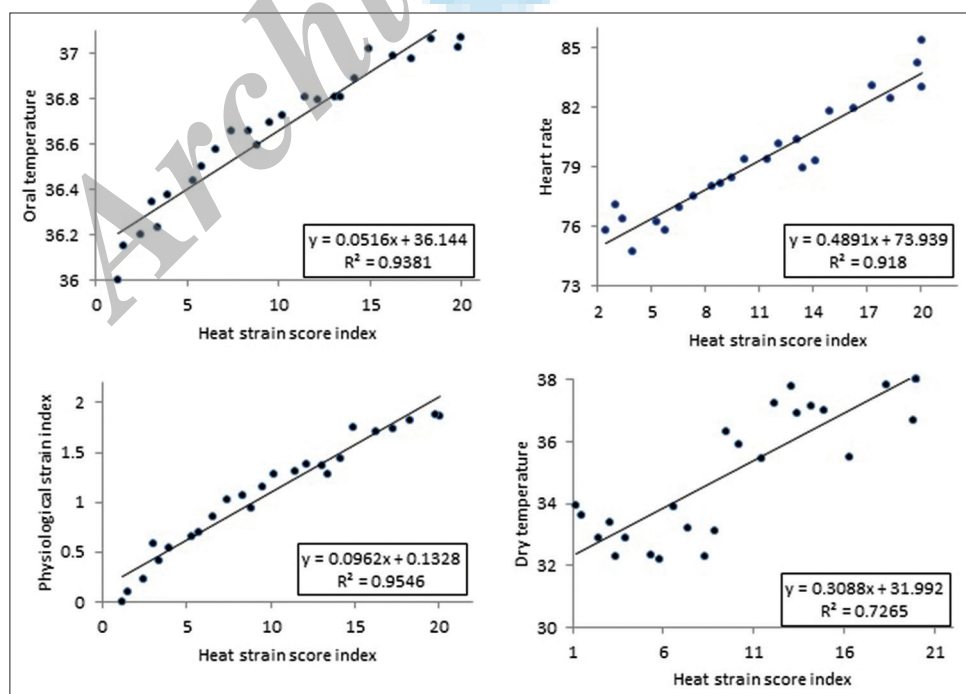 Archi
Oral temperature
37
36.8
36.6
36.4
36.2
36
0 5 10 15 20
Heat strain score index
y = 0.0516x + 36.144
R² = 0.9381
Heart rate
85
82
79
76
73
2 5 8 11 14 17 20
Heat strain score index
y = 0.4891x + 73.939
R² = 0.918
Physiological strain index
2
1.5
1
0.5
0
0 5 10 15 20
Heat strain score index
y = 0.0962x + 0.1328
R² = 0.9546
Dry temperature
38
36
34
32
30
1 6 11 16 21
Heat strain score index
y = 0.3088x + 31.992
R² = 0.7265